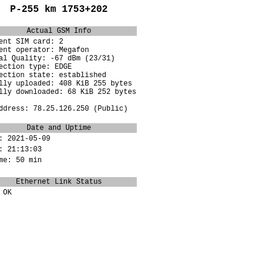 P-255 km 1753+202
Actual GSM Info
ent SIM card: 2
ent operator: Megafon
al Quality: -67 dBm (23/31)
ection type: EDGE
ection state: established
lly uploaded: 408 KiB 255 bytes
lly downloaded: 68 KiB 252 bytes
ddress: 78.25.126.250 (Public)
Date and Uptime
: 2021-05-09
: 21:13:03
me: 50 min
Ethernet Link Status
OK